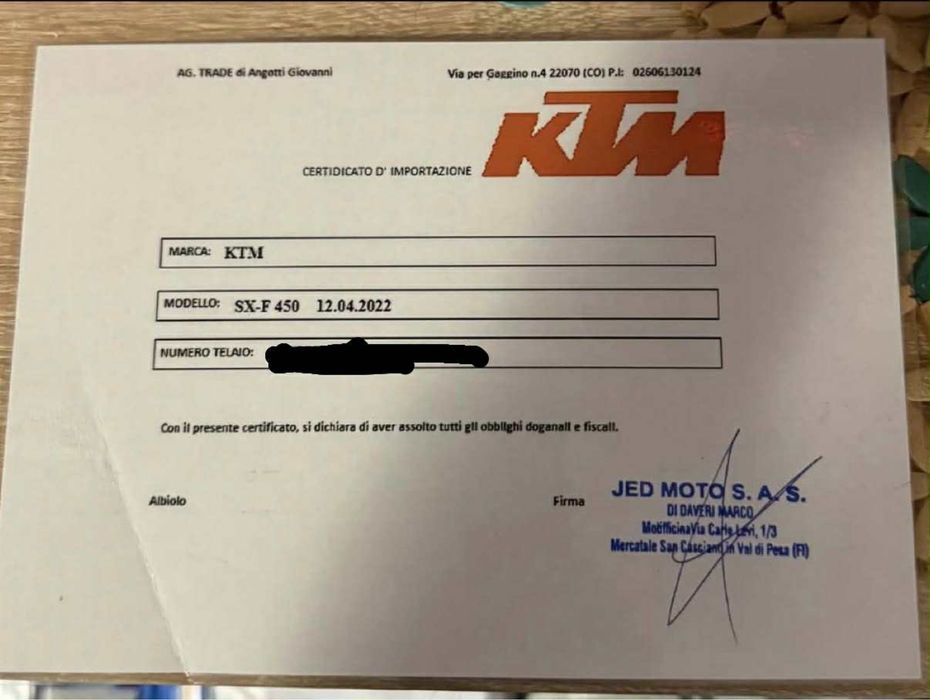 AG. TRADE di Angotti Giovanni
Via per Gaggino n.4 22070 (CO) P.I: 02606130124
KTM
CERTIDICATO D' IMPORTAZIONE
MARCA: KTM
MODELLO: SX-F 450 12.04.2022
NUMERO TELAIO:
Con il presente certificato, si dichiara di aver assolto tutti gli obblighi doganali e fiscali.
Albiolo
Firma
JED MOTO S. A. S.
DI DAVERI MARCO
MotifficinaVia Carlo Levi, 1/3
Mercatale San Casciano in Val di Pesa (FI)